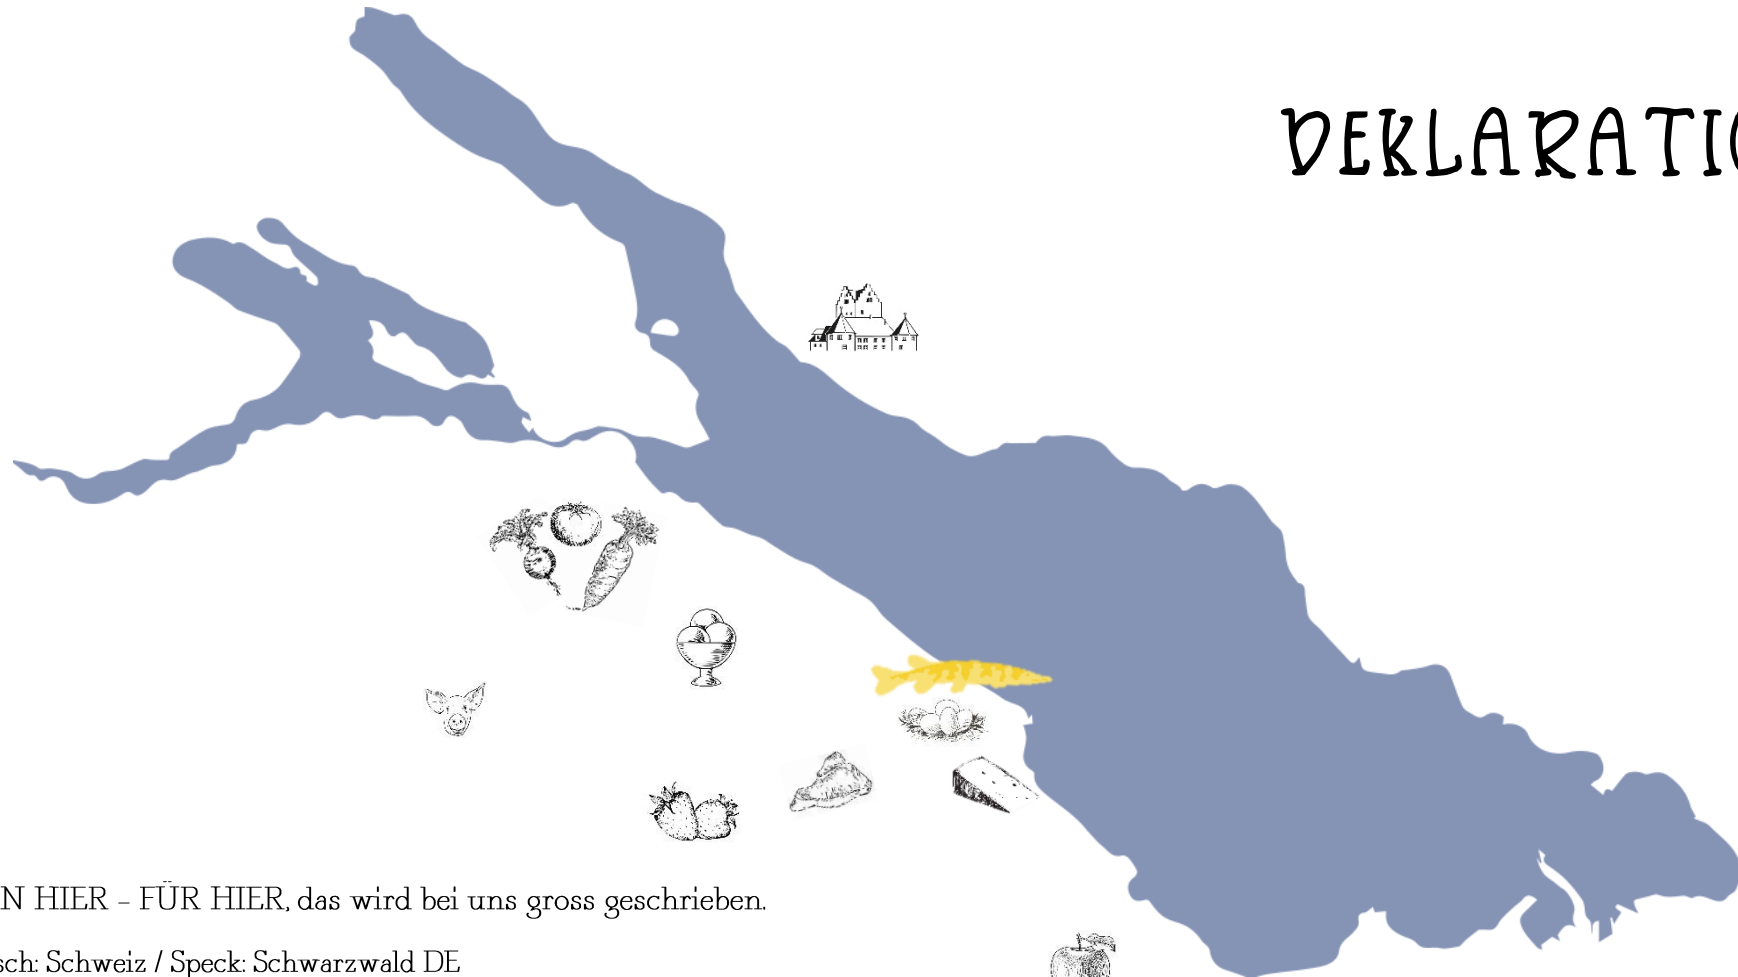 DEKLARATIO
N HIER – FÜR HIER, das wird bei uns gross geschrieben.
sch: Schweiz / Speck: Schwarzwald DE